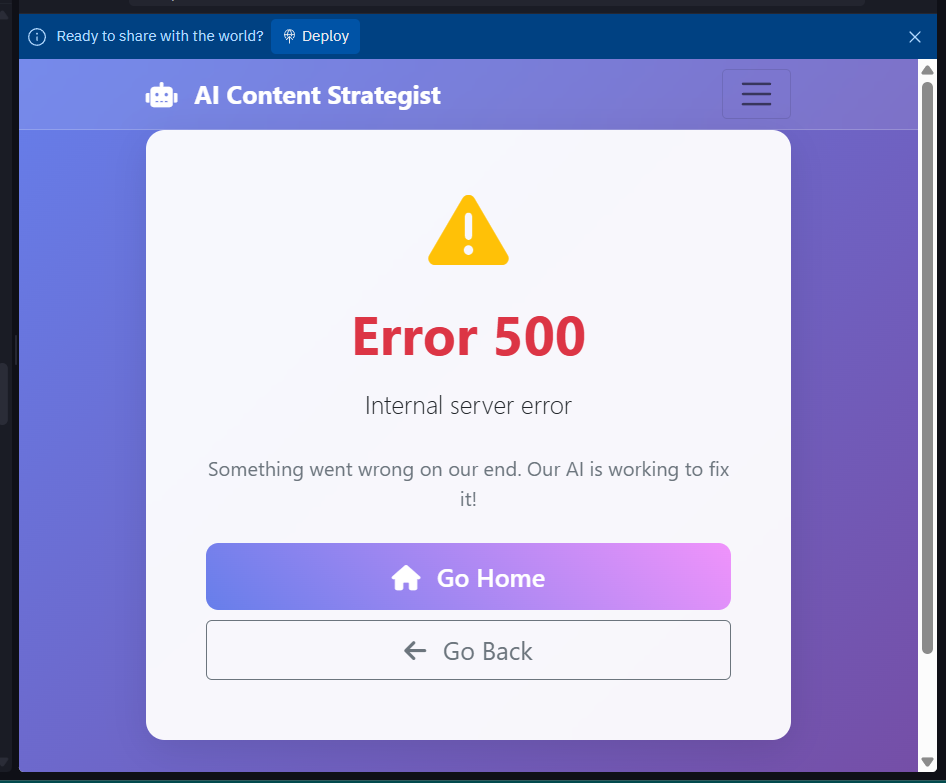 Ready to share with the world? Deploy
AI Content Strategist
Error 500
Internal server error
Something went wrong on our end. Our AI is working to fix
it!
Go Home
Go Back